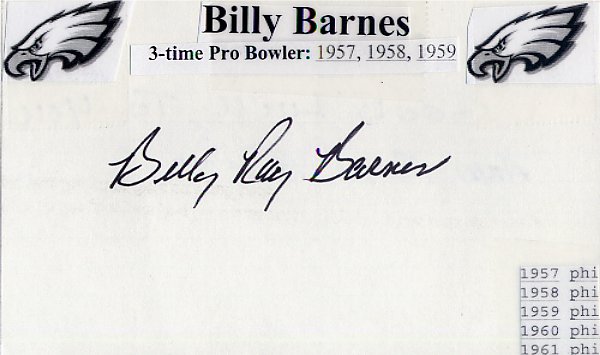 Billy Barnes
3-time Pro Bowler: 1957, 1958, 1959
Billy Ray Barnes
1957 phi
1958 phi
1959 phi
1960 phi
1961 phi